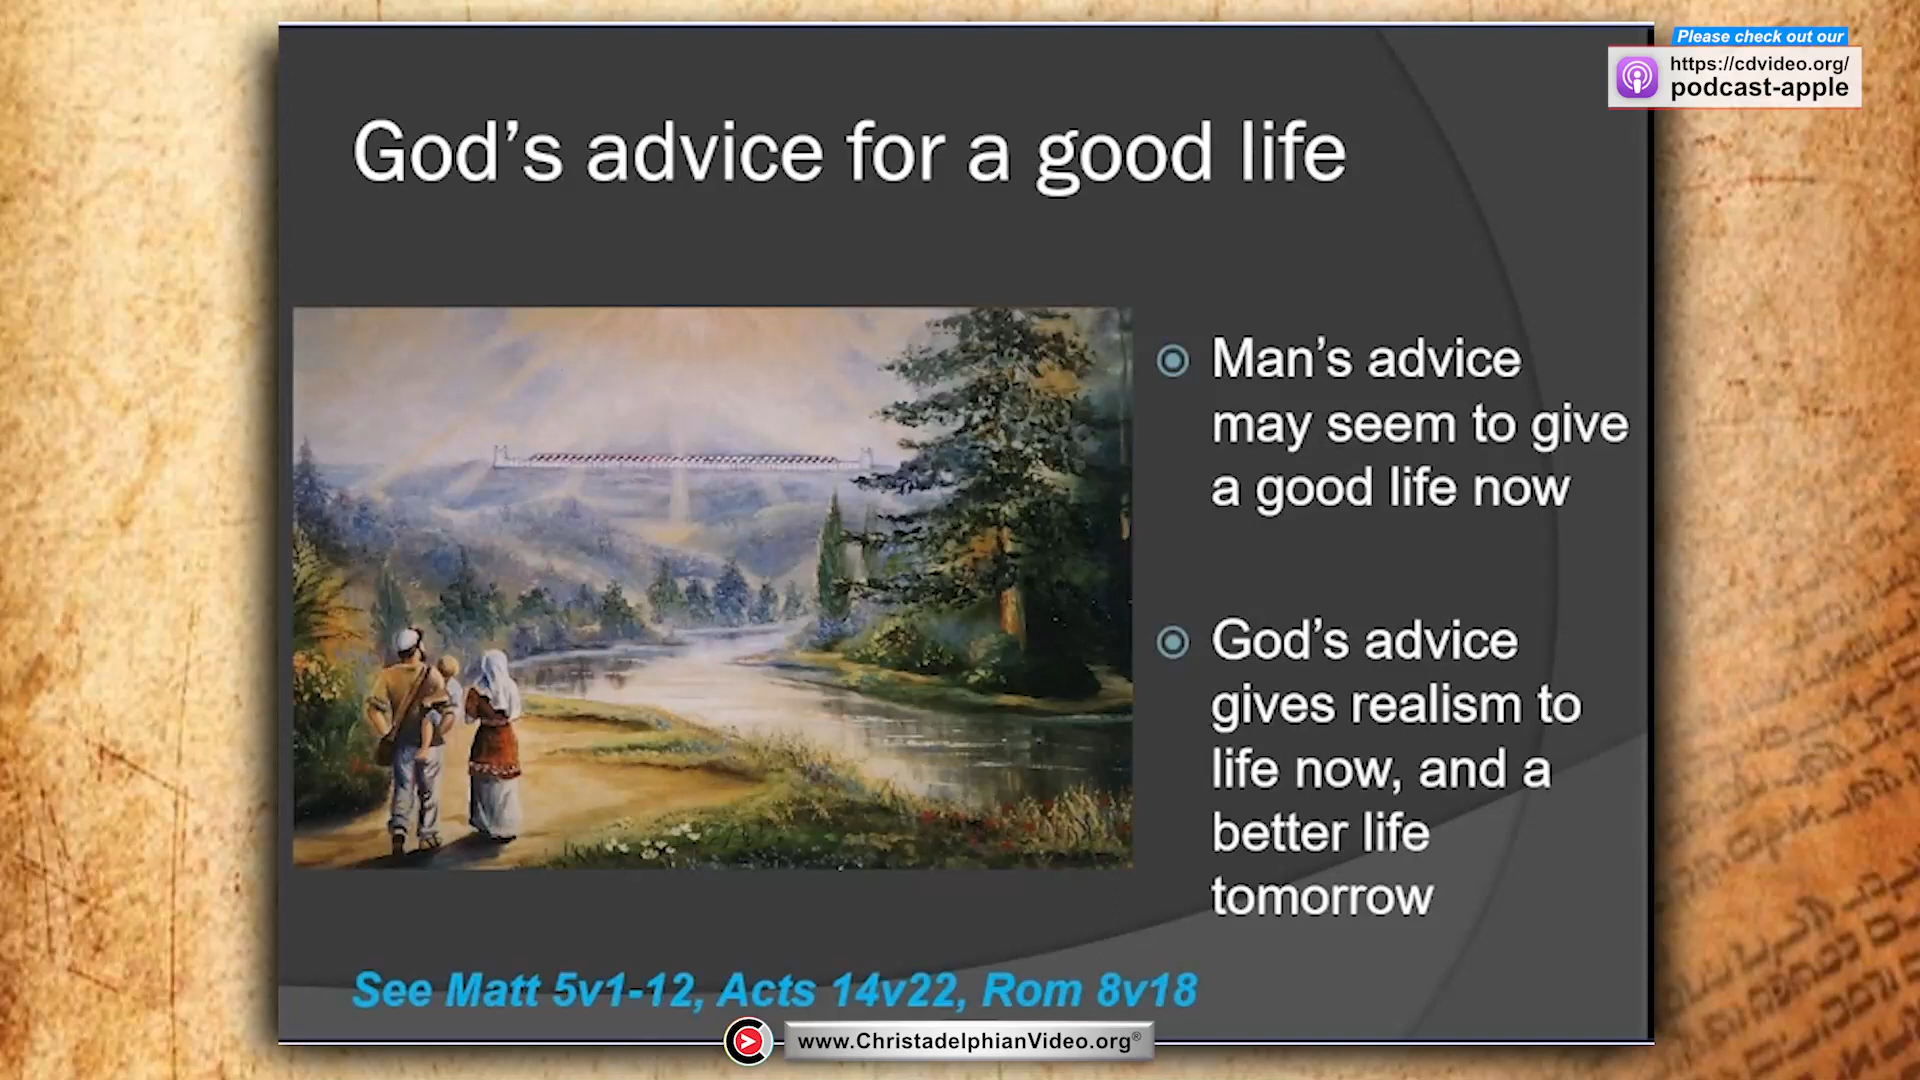 Please check out our
https://cdvideo.org/
podcast-apple
God’s advice for a good life
Man’s advice
may seem to give
a good life now
God’s advice
gives realism to
life now, and a
better life
tomorrow
See Matt 5v1-12, Acts 14v22, Rom 8v18
www.ChristadelphianVideo.org®